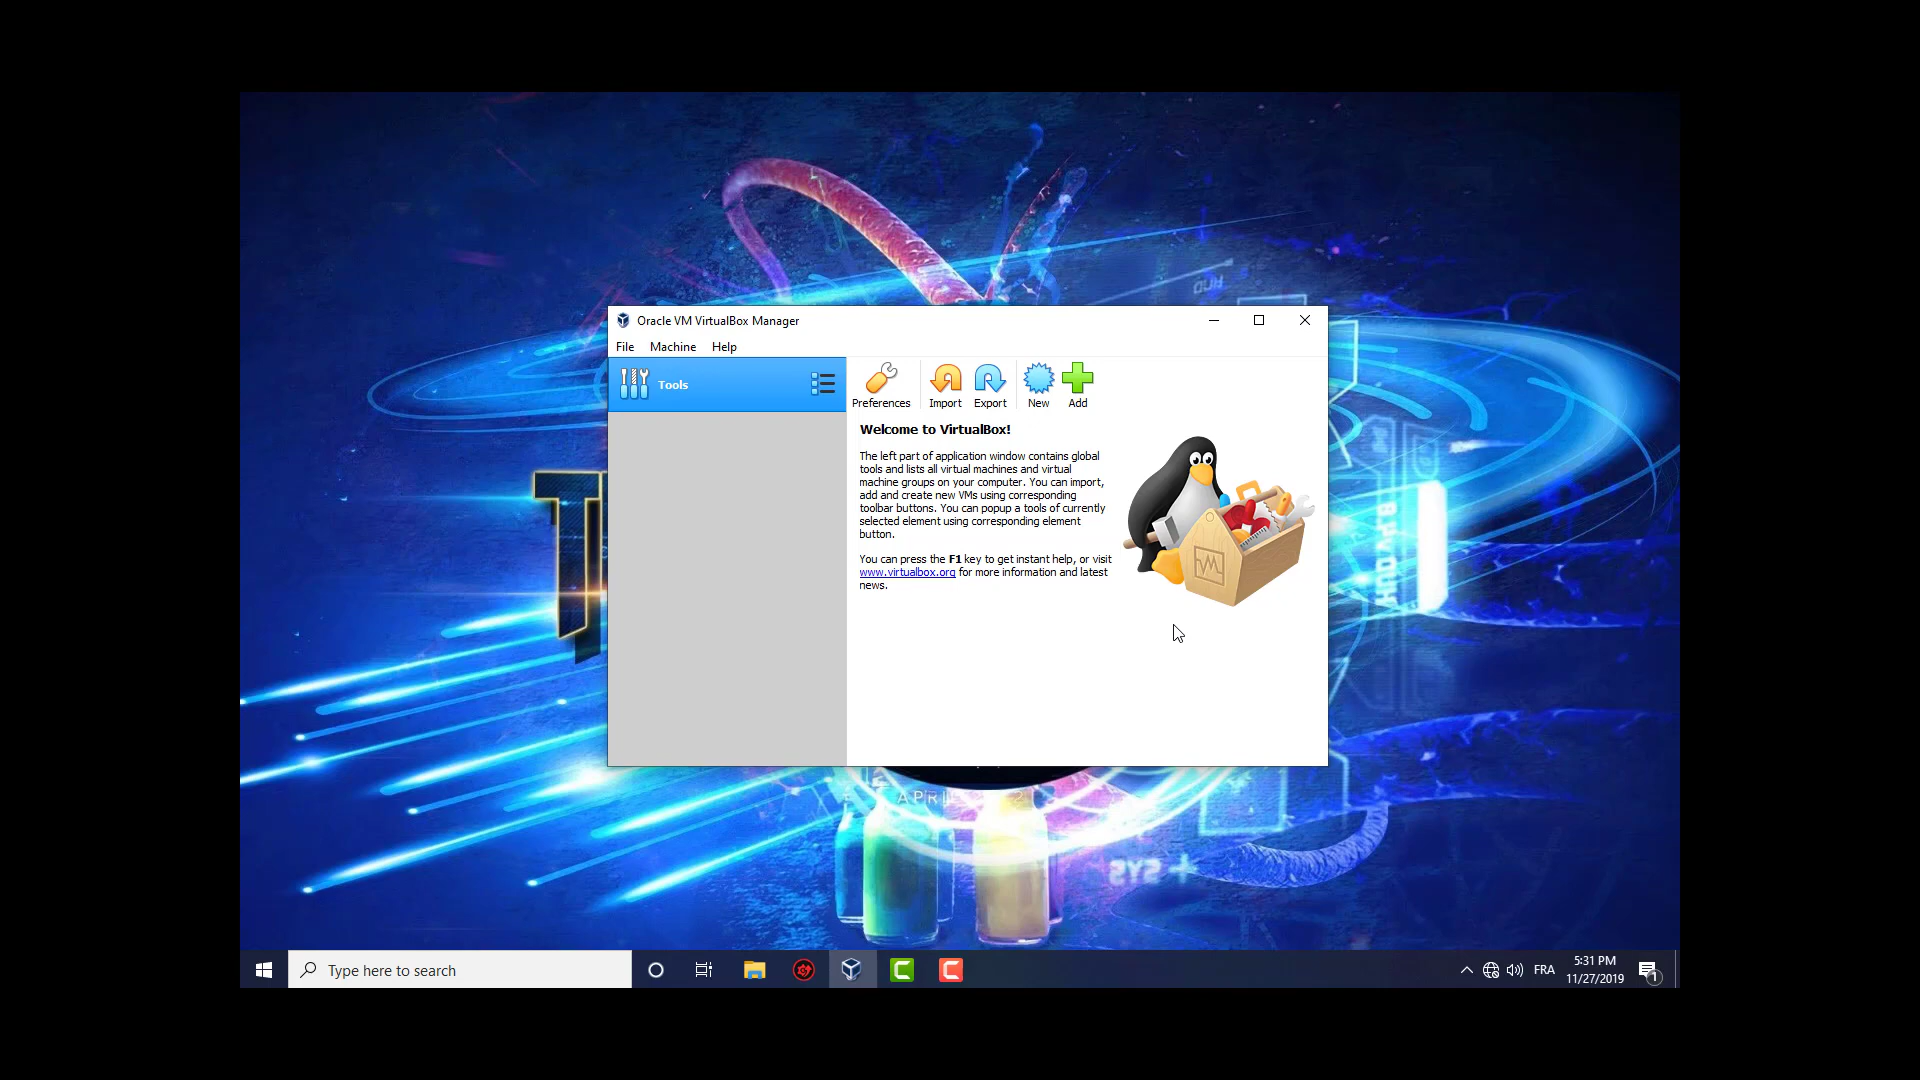 Oracle VM VirtualBox Manager
File Machine Help
Tools
Preferences Import Export New Add
Welcome to VirtualBox!
The left part of application window contains global
tools and lists all virtual machines and virtual
machine groups on your computer. You can import,
add and create new VMs using corresponding
toolbar buttons. You can popup a tools of currently
selected element using corresponding element
button.
You can press the F1 key to get instant help, or visit
www.virtualbox.org for more information and latest
news.
Type here to search
FRA
5:31 PM
11/27/2019
1